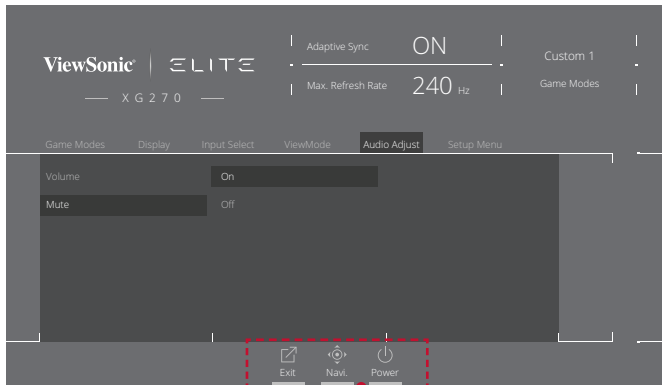 ViewSonic® ELITE
XG270
Adaptive Sync ON
Max. Refresh Rate 240 Hz
Custom 1
Game Modes
Game Modes Display Input Select ViewMode Audio Adjust Setup Menu
Volume On
Mute Off
Exit Navi. Power